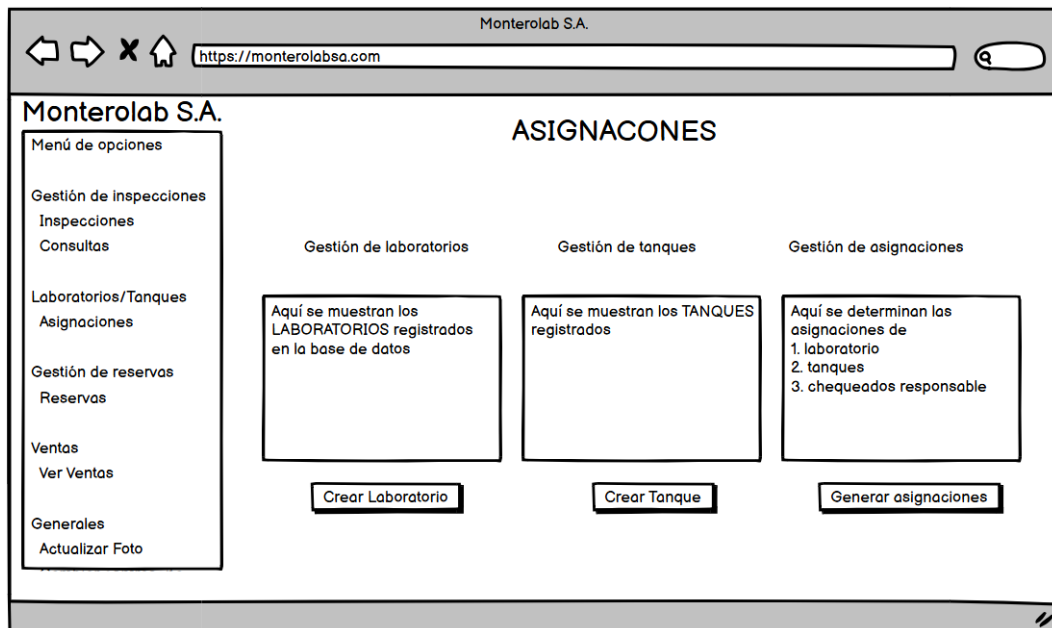 Monterolab S.A.
https://monterolabsa.com
Monterolab S.A.
Menú de opciones
Gestión de inspecciones
Inspecciones
Consultas
Laboratorios/Tanques
Asignaciones
Gestión de reservas
Reservas
Ventas
Ver Ventas
Generales
Actualizar Foto
ASIGNACONES
Gestión de laboratorios
Aquí se muestran los
LABORATORIOS registrados
en la base de datos
Crear Laboratorio
Gestión de tanques
Aquí se muestran los TANQUES
registrados
Crear Tanque
Gestión de asignaciones
Aquí se determinan las
asignaciones de
1. laboratorio
2. tanques
3. chequeados responsable
Generar asignaciones